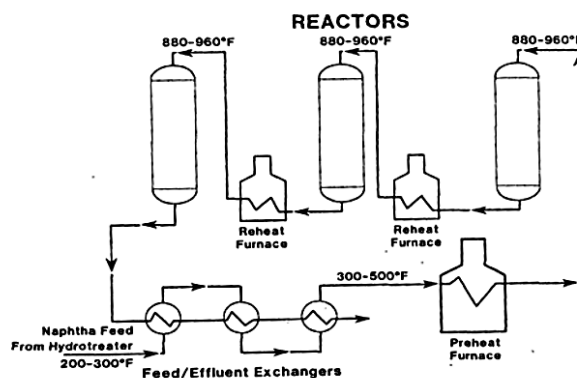 REACTORS
880-960°F
880-960°F
880-960°F
Reheat
Furnace
Reheat
Furnace
300-500°F
Naphtha Feed
From Hydrotreater
200-300°F
Preheat
Furnace
Feed/Effluent Exchangers